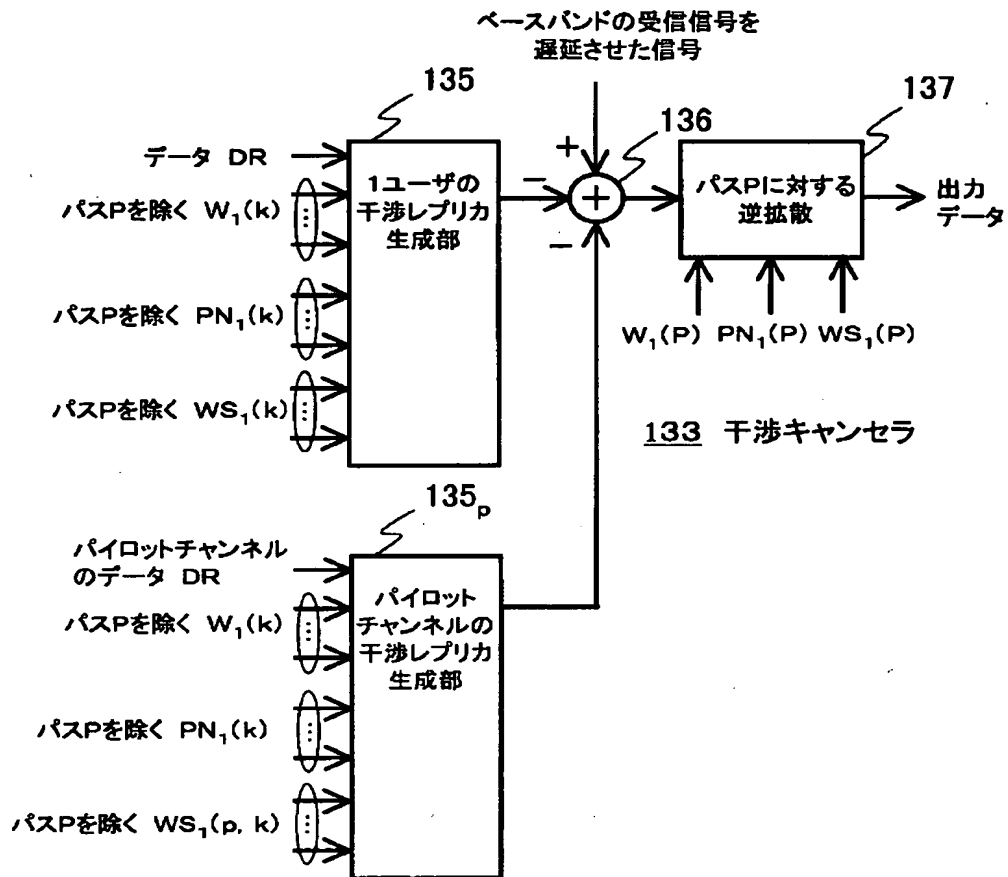 ベースバンドの受信信号を
遅延させた信号
135
136
137
データ DR
1ユーザの
干渉レプリカ
生成部
+
−
+
−
パスPに対する
逆拡散
出力
データ
パスPを除く W₁(k)
パスPを除く PN₁(k)
パスPを除く WS₁(k)
W₁(P) PN₁(P) WS₁(P)
133 干渉キャンセラ
135ₚ
パイロットチャンネル
のデータ DR
パイロット
チャンネルの
干渉レプリカ
生成部
パスPを除く W₁(k)
パスPを除く PN₁(k)
パスPを除く WS₁(p, k)